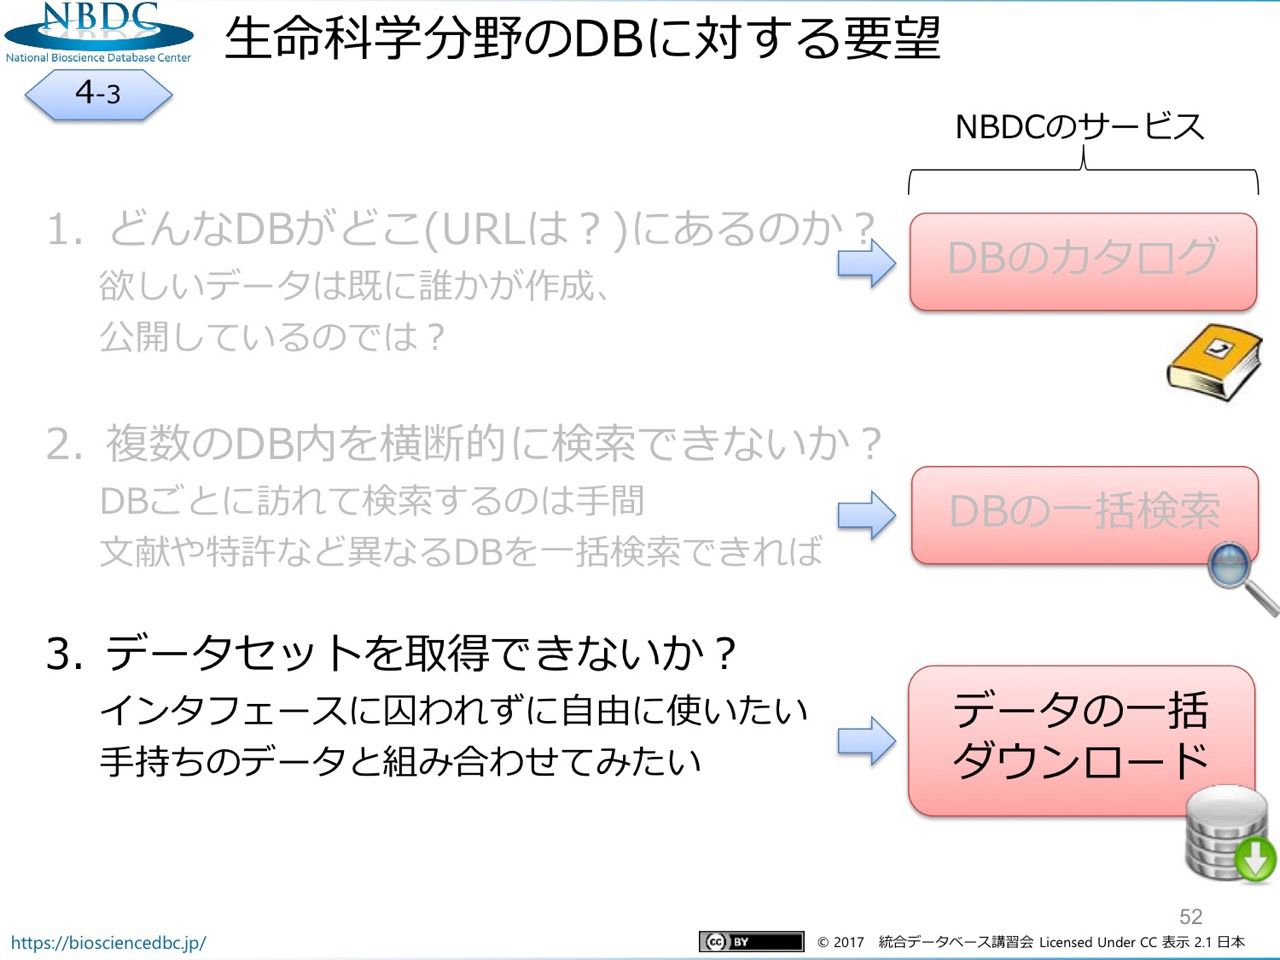 NBDC
National Bioscience Database Center
生命科学分野のDBに対する要望
4-3
NBDCのサービス
1. どんなDBがどこ(URLは？)にあるのか？
欲しいデータは既に誰かが作成、
公開しているのでは？
DBのカタログ
2. 複数のDB内を横断的に検索できないか？
DBごとに訪れて検索するのは手間
文献や特許など異なるDBを一括検索できれば
DBの一括検索
3. データセットを取得できないか？
インタフェースに囚われずに自由に使いたい
手持ちのデータと組み合わせてみたい
データの一括
ダウンロード
52
https://biosciencedbc.jp/
cc BY
© 2017 統合データベース講習会 Licensed Under CC 表示 2.1 日本